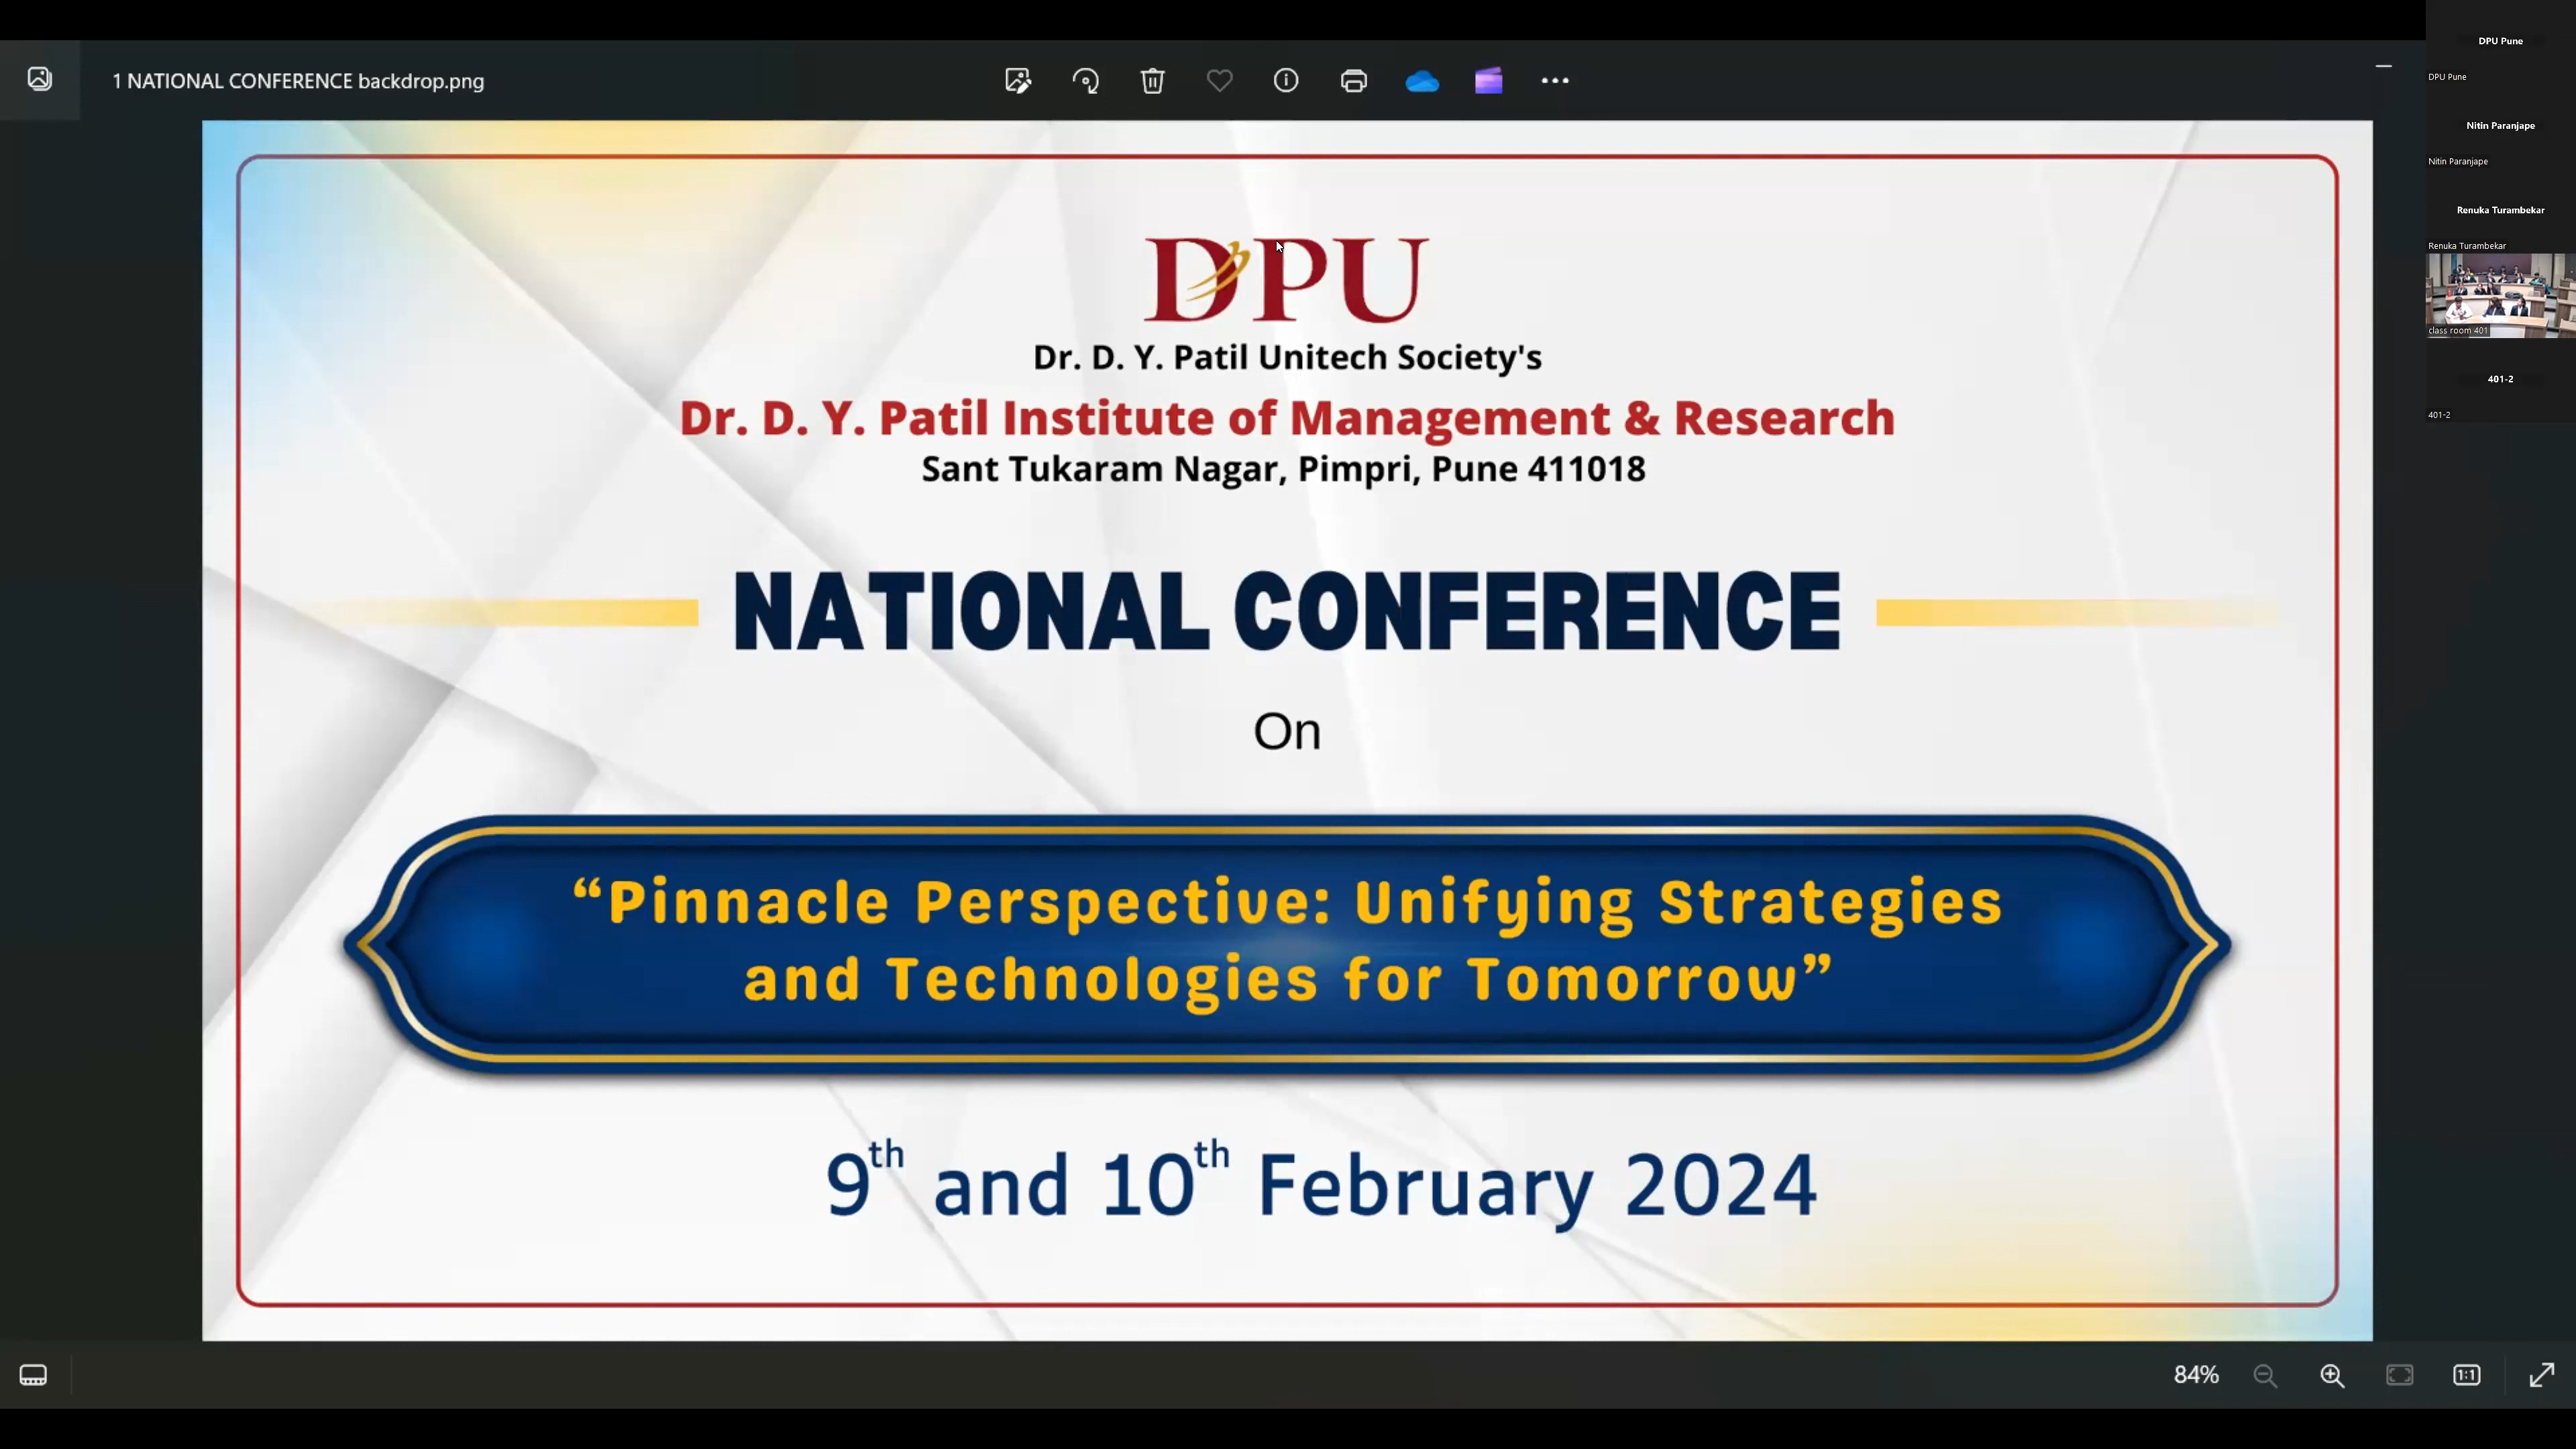 1 NATIONAL CONFERENCE backdrop.png
DPU
Dr. D. Y. Patil Unitech Society's
Dr. D. Y. Patil Institute of Management & Research
Sant Tukaram Nagar, Pimpri, Pune 411018
NATIONAL CONFERENCE
On
“Pinnacle Perspective: Unifying Strategies
and Technologies for Tomorrow”
9th and 10th February 2024
84%
1:1
DPU Pune
DPU Pune
Nitin Paranjape
Nitin Paranjape
Renuka Turambekar
Renuka Turambekar
class room 401
401-2
401-2